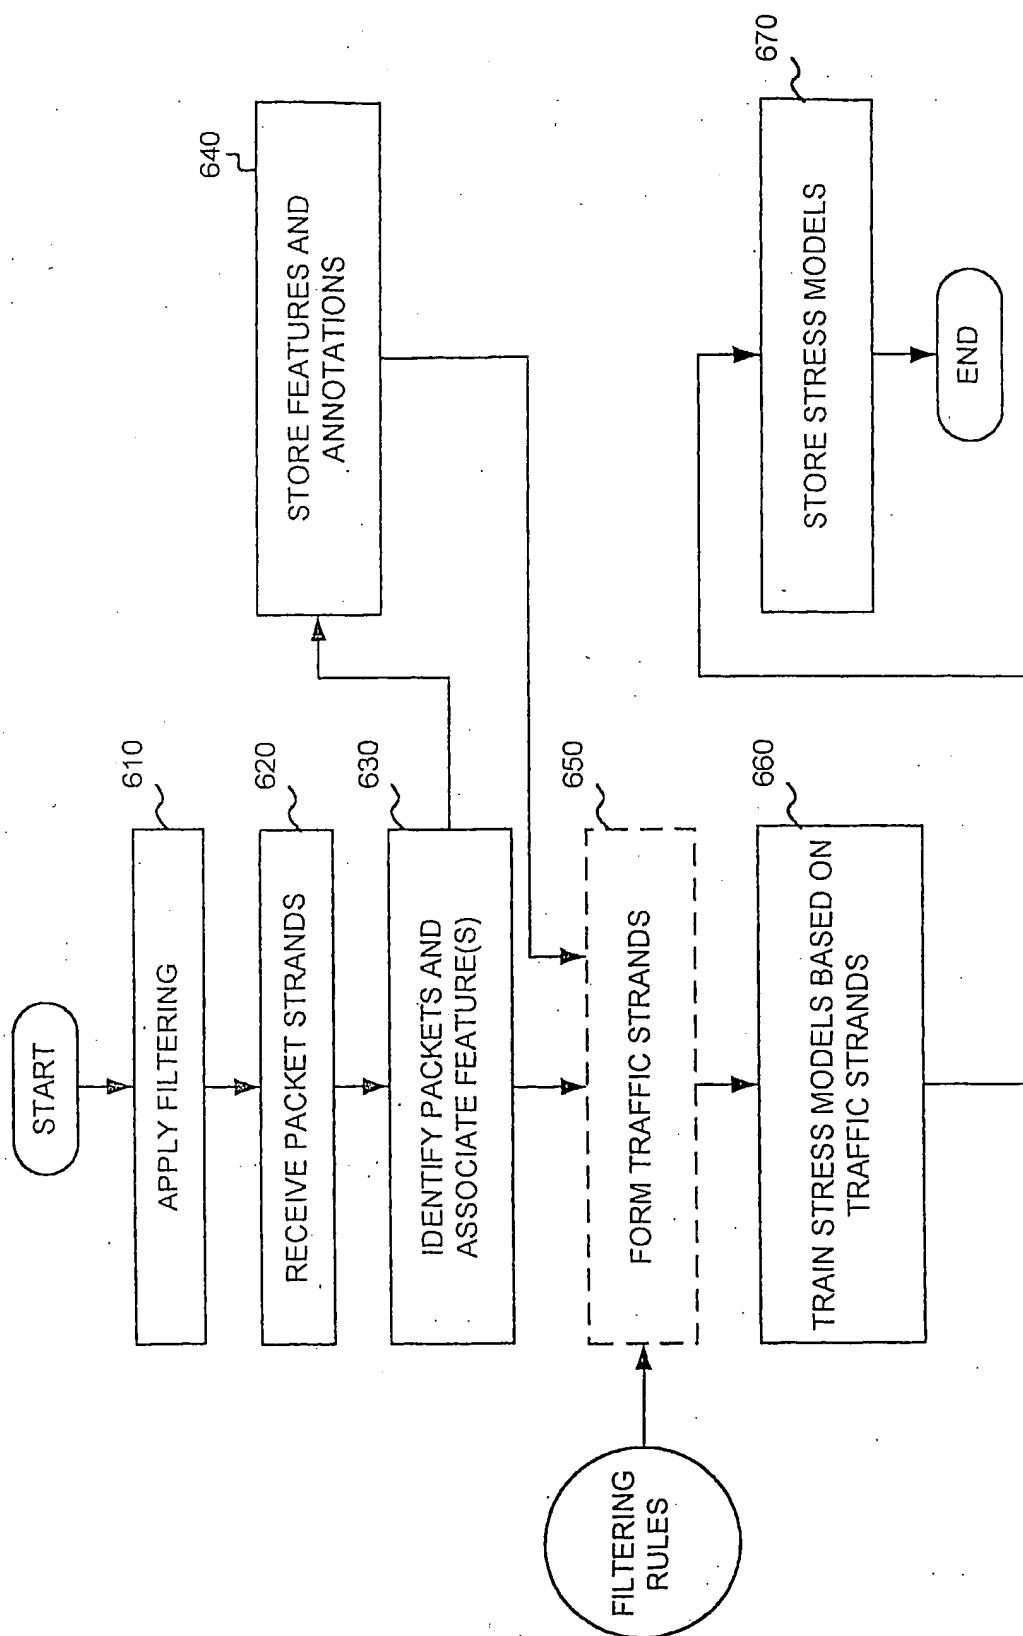 START
610
APPLY FILTERING
620
RECEIVE PACKET STRANDS
630
IDENTIFY PACKETS AND
ASSOCIATE FEATURE(S)
640
STORE FEATURES AND
ANNOTATIONS
650
FORM TRAFFIC STRANDS
FILTERING
RULES
660
TRAIN STRESS MODELS BASED ON
TRAFFIC STRANDS
670
STORE STRESS MODELS
END